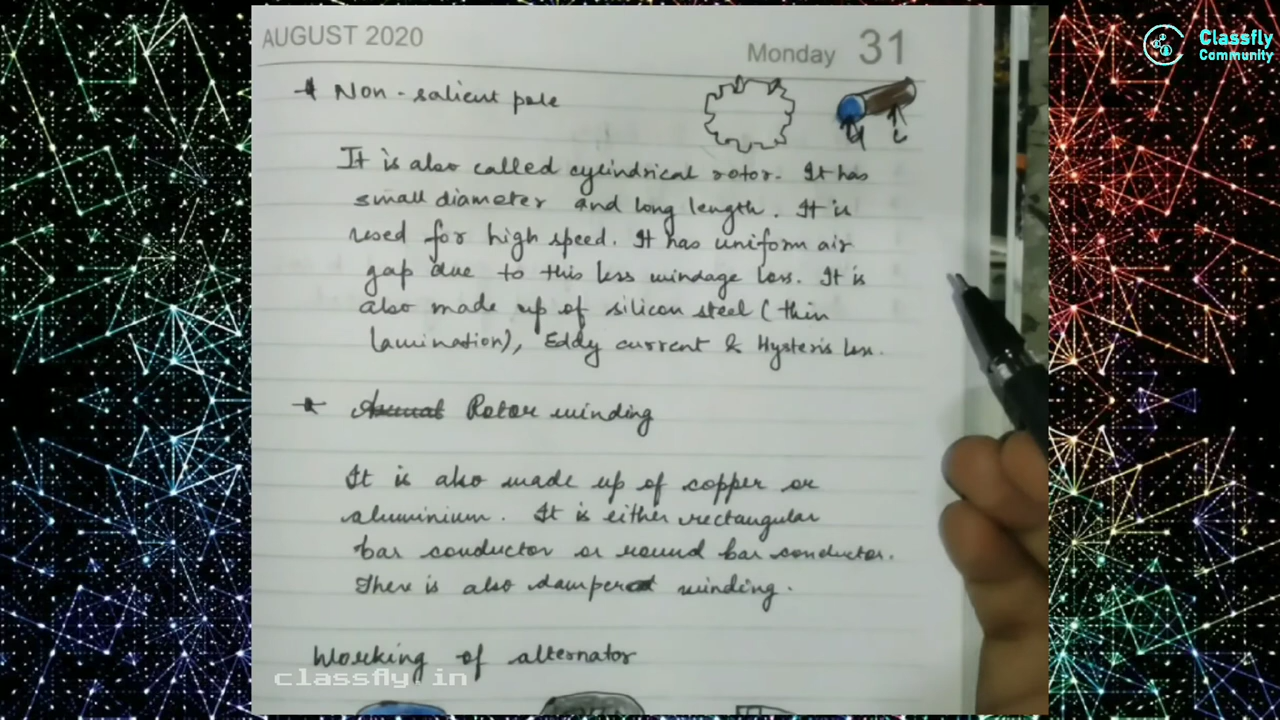 AUGUST 2020
Monday 31
Classfly
Community
Non-salient pole
It is also called cylindrical rotor. It has
small diameter and long length. It is
used for high speed. It has uniform air
gap due to this less windage loss. It is
also made up of silicon steel (thin
lamination), Eddy current & Hysteris loss.
Rotor winding
It is also made up of copper or
aluminium. It is either rectangular
bar conductor or round bar conductor.
There is also damper winding.
Working of alternator
classfly.in